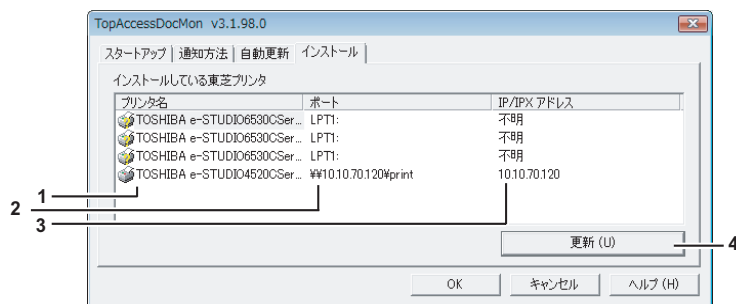 TopAccessDocMon v3.1.98.0
スタートアップ 通知方法 自動更新 インストール
インストールしている東芝プリンタ
プリンタ名 ポート IP/IPX アドレス
TOSHIBA e-STUDIO6530CSer... LPT1: 不明
TOSHIBA e-STUDIO6530CSer... LPT1: 不明
TOSHIBA e-STUDIO6530CSer... LPT1: 不明
TOSHIBA e-STUDIO4520CSer... ¥¥10.10.70.120¥print 10.10.70.120
1
2
3
更新 (U) 4
OK キャンセル ヘルプ (H)